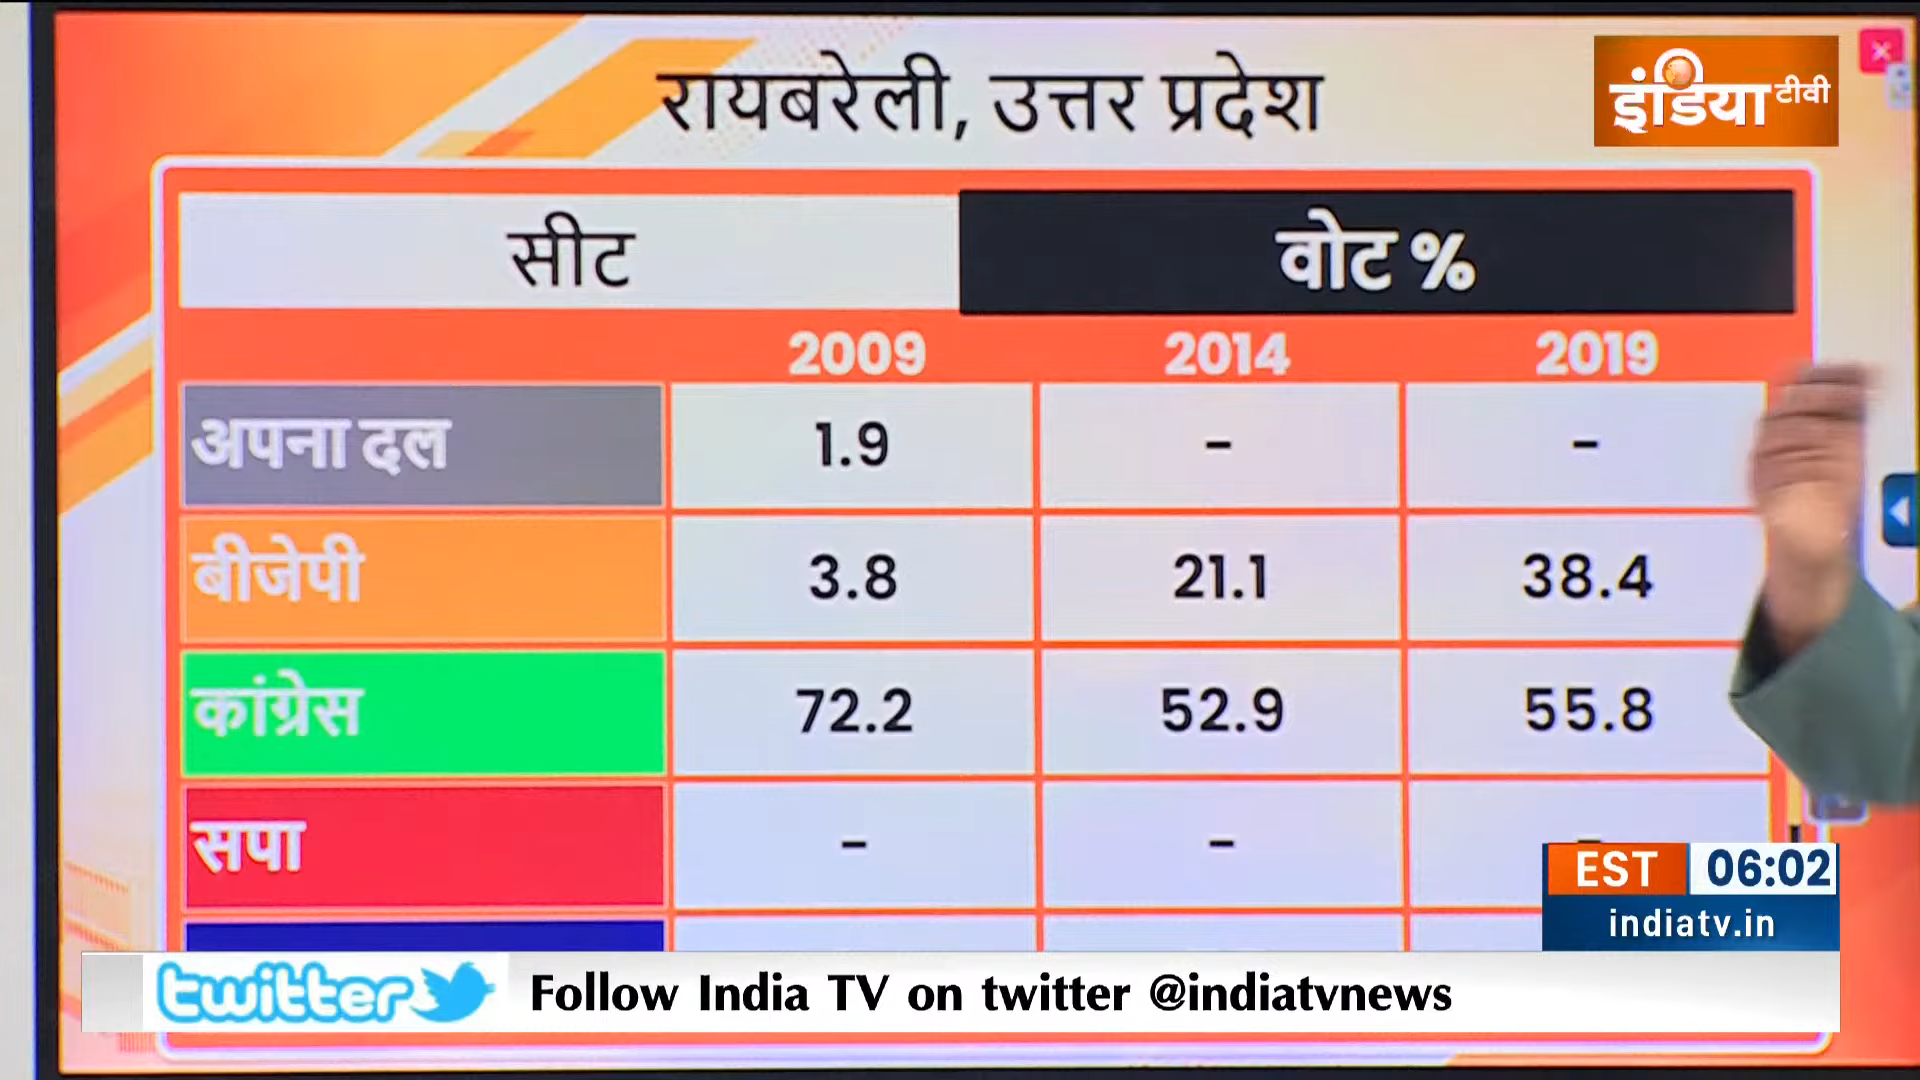 रायबरेली, उत्तर प्रदेश
इंडिया टीवी
सीट वोट %
2009 2014 2019
अपना दल 1.9 - -
बीजेपी 3.8 21.1 38.4
कांग्रेस 72.2 52.9 55.8
सपा - - -
EST 06:02
indiatv.in
twitter Follow India TV on twitter @indiatvnews